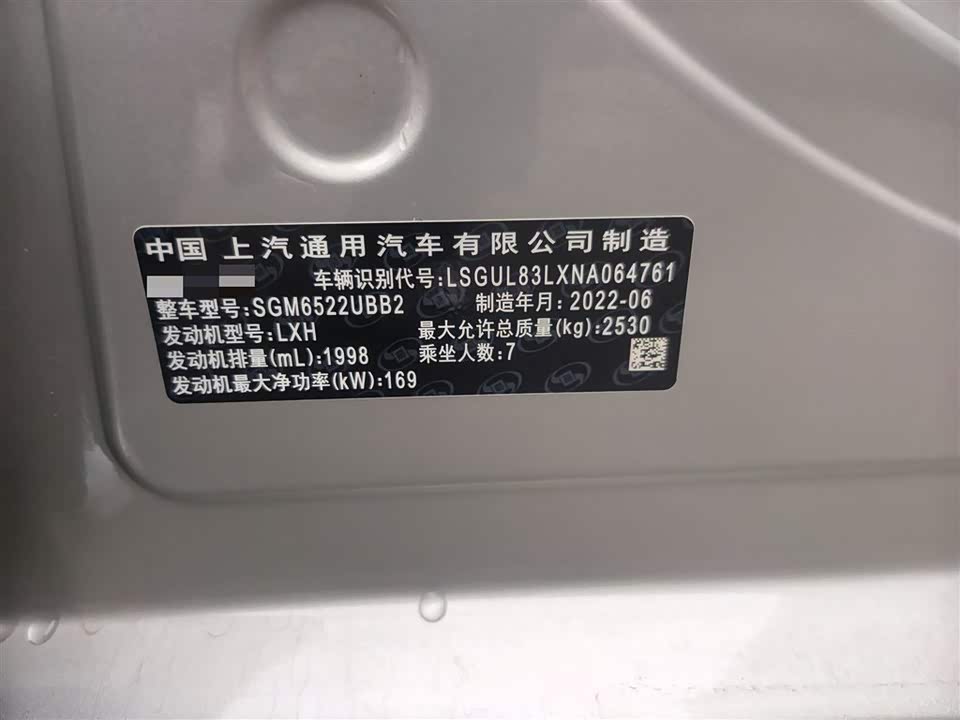 中国 上汽通用汽车有限公司制造
车辆识别代号:LSGUL83LXNA064761
整车型号:SGM6522UBB2 制造年月:2022-06
发动机型号:LXH 最大允许总质量(kg):2530
发动机排量(mL):1998 乘坐人数:7
发动机最大净功率(kW):169